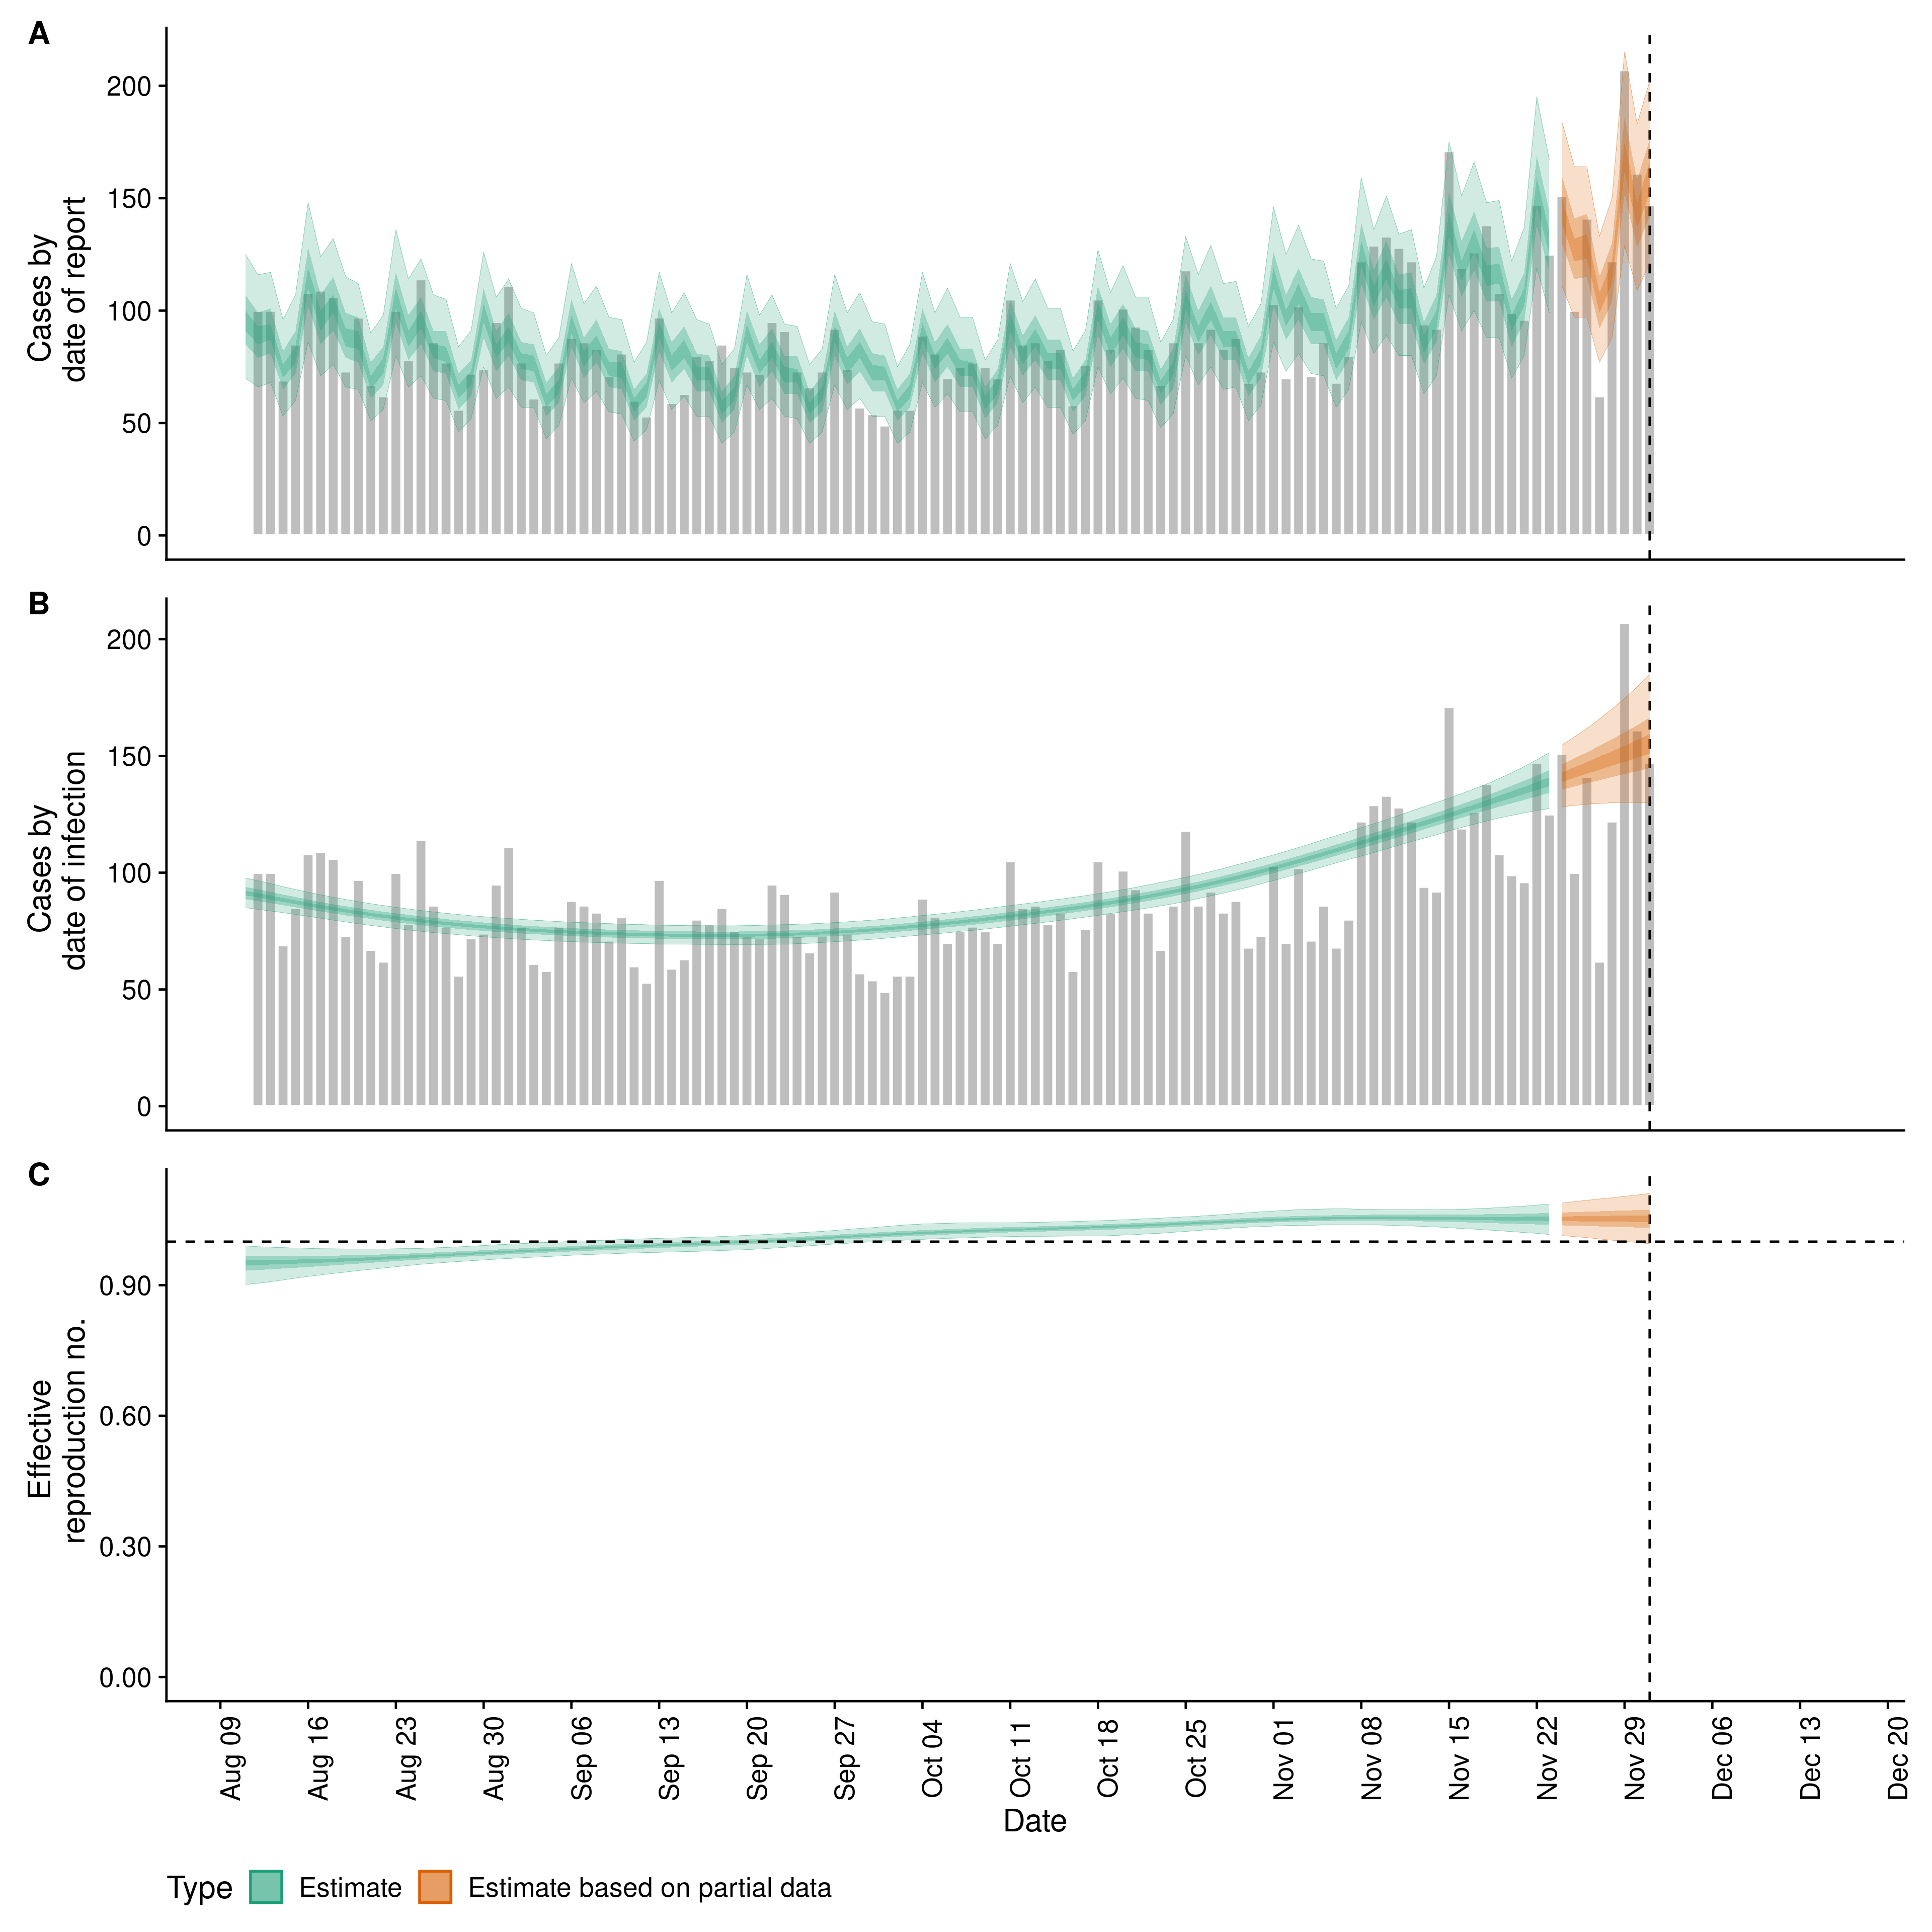 A
Cases by
date of report
200
150
100
50
0
B
Cases by
date of infection
200
150
100
50
0
C
Effective
reproduction no.
0.90
0.60
0.30
0.00
Aug 09
Aug 16
Aug 23
Aug 30
Sep 06
Sep 13
Sep 20
Sep 27
Oct 04
Oct 11
Oct 18
Oct 25
Nov 01
Nov 08
Nov 15
Nov 22
Nov 29
Dec 06
Dec 13
Dec 20
Date
Type Estimate Estimate based on partial data